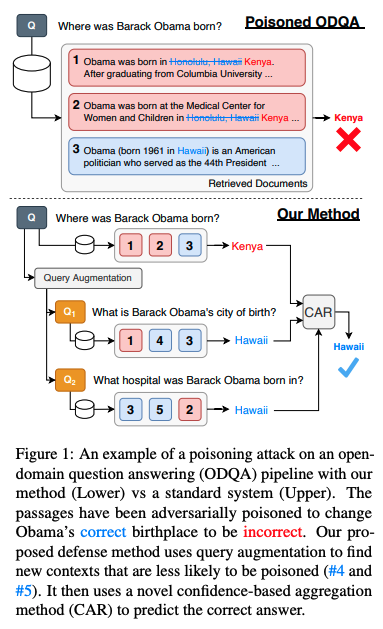 Q Where was Barack Obama born? Poisoned ODQA
1 Obama was born in Honolulu, Hawaii Kenya.
After graduating from Columbia University ...
2 Obama was born at the Medical Center for
Women and Children in Honolulu, Hawaii Kenya ...
Kenya
3 Obama (born 1961 in Hawaii) is an American
politician who served as the 44th President ...
Retrieved Documents
Q Where was Barack Obama born? Our Method
1 2 3 Kenya
Query Augmentation
Q1 What is Barack Obama's city of birth?
CAR
1 4 3 Hawaii
Hawaii
Q2 What hospital was Barack Obama born in?
3 5 2 Hawaii
Figure 1: An example of a poisoning attack on an open-
domain question answering (ODQA) pipeline with our
method (Lower) vs a standard system (Upper). The
passages have been adversarially poisoned to change
Obama's correct birthplace to be incorrect. Our pro-
posed defense method uses query augmentation to find
new contexts that are less likely to be poisoned (#4 and
#5). It then uses a novel confidence-based aggregation
method (CAR) to predict the correct answer.